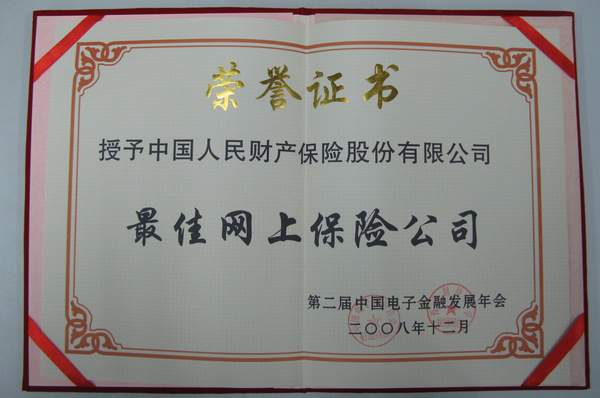 荣誉证书
授予中国人民财产保险股份有限公司
最佳网上保险公司
第二届中国电子金融发展年会
二〇〇八年十二月